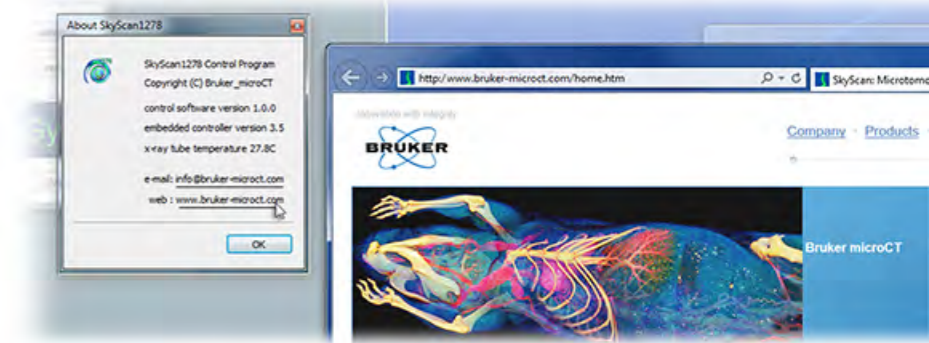 About SkyScan1278
SkyScan1278 Control Program
Copyright (C) Bruker_microCT
control software version 1.0.0
embedded controller version 3.5
x-ray tube temperature 27.8C
e-mail: info@bruker-microct.com
web : www.bruker-microct.com
OK
http://www.bruker-microct.com/home.htm
SkyScan: Microtomo
innovation with integrity
BRUKER
Company
Products
Bruker microCT